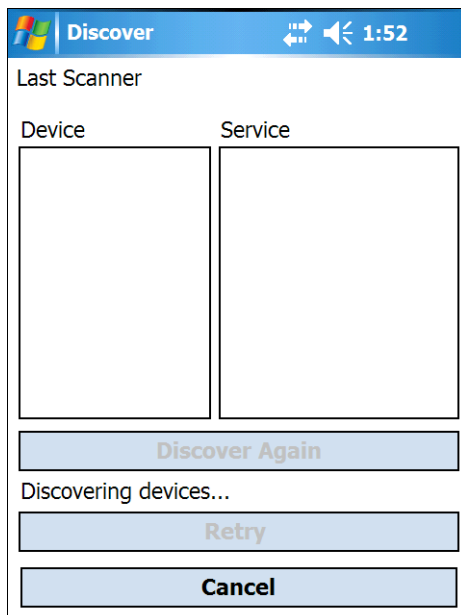 Discover 1:52
Last Scanner
Device Service
Discover Again
Discovering devices...
Retry
Cancel